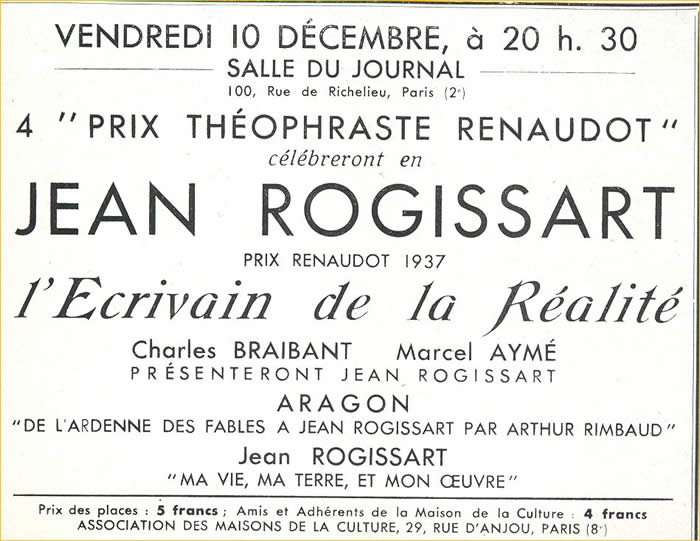 VENDREDI 10 DÉCEMBRE, à 20 h. 30
SALLE DU JOURNAL
100, Rue de Richelieu, Paris (2e)
4 "PRIX THÉOPHRASTE RENAUDOT"
célébreront en
JEAN ROGISSART
PRIX RENAUDOT 1937
l'Ecrivain de la Réalité
Charles BRAIBANT Marcel AYMÉ
PRÉSENTERONT JEAN ROGISSART
ARAGON
"DE L'ARDENNE DES FABLES A JEAN ROGISSART PAR ARTHUR RIMBAUD"
Jean ROGISSART
"MA VIE, MA TERRE, ET MON ŒUVRE"
Prix des places : 5 francs ; Amis et Adhérents de la Maison de la Culture : 4 francs
ASSOCIATION DES MAISONS DE LA CULTURE, 29, RUE D'ANJOU, PARIS (8e)